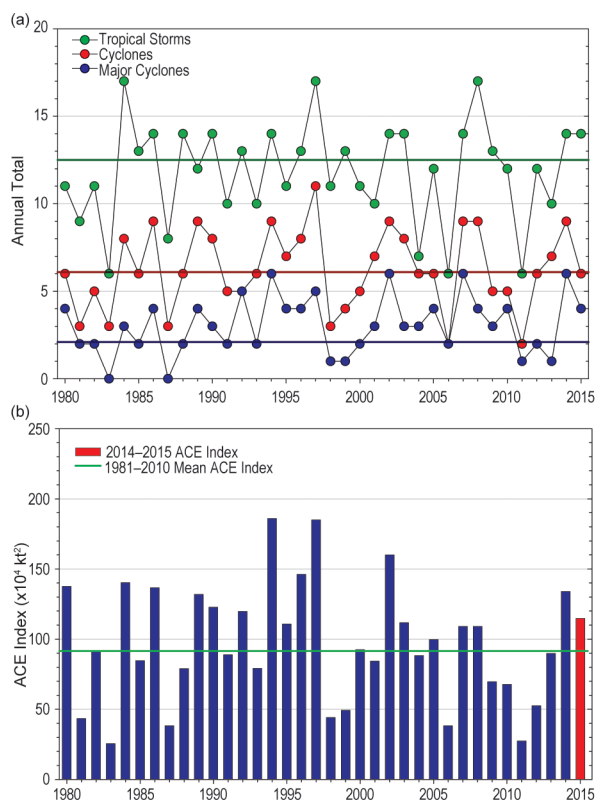 (a)
Tropical Storms
Cyclones
Major Cyclones
Annual Total
20
15
10
5
0
1980 1985 1990 1995 2000 2005 2010 2015
(b)
2014–2015 ACE Index
1981–2010 Mean ACE Index
ACE Index (x10⁴ kt²)
250
200
150
100
50
0
1980 1985 1990 1995 2000 2005 2010 2015